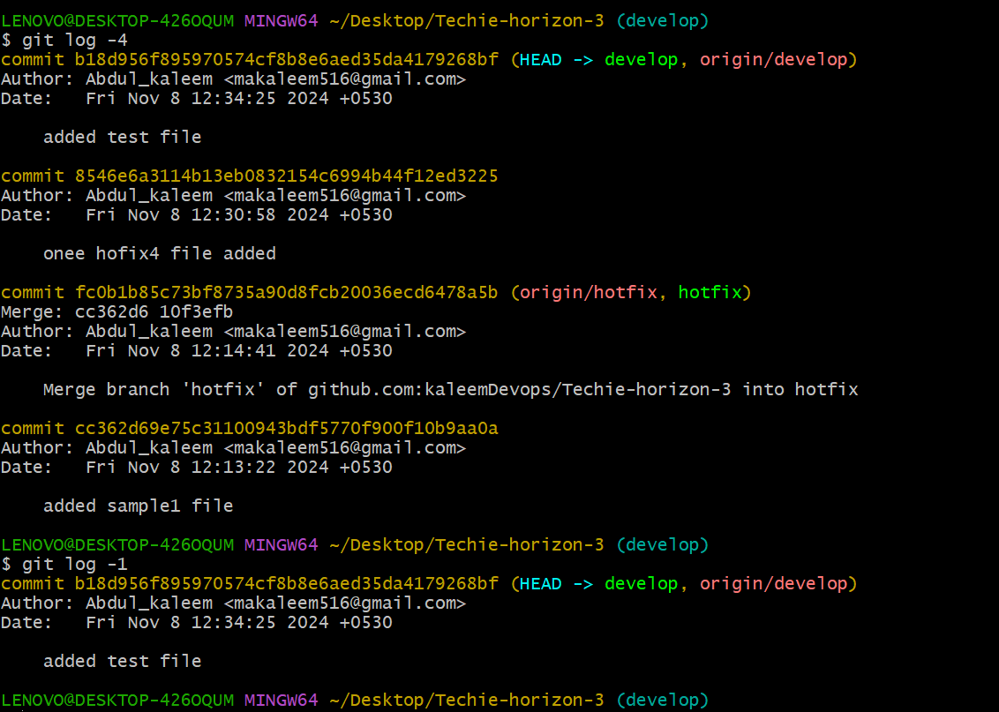 LENOVO@DESKTOP-426OQUM MINGW64 ~/Desktop/Techie-horizon-3 (develop)
$ git log -4
commit b18d956f895970574cf8b8e6aed35da4179268bf (HEAD -> develop, origin/develop)
Author: Abdul_kaleem <makaleem516@gmail.com>
Date:   Fri Nov 8 12:34:25 2024 +0530

    added test file

commit 8546e6a3114b13eb0832154c6994b44f12ed3225
Author: Abdul_kaleem <makaleem516@gmail.com>
Date:   Fri Nov 8 12:30:58 2024 +0530

    onee hofix4 file added

commit fc0b1b85c73bf8735a90d8fcb20036ecd6478a5b (origin/hotfix, hotfix)
Merge: cc362d6 10f3efb
Author: Abdul_kaleem <makaleem516@gmail.com>
Date:   Fri Nov 8 12:14:41 2024 +0530

    Merge branch 'hotfix' of github.com:kaleemDevops/Techie-horizon-3 into hotfix

commit cc362d69e75c31100943bdf5770f900f10b9aa0a
Author: Abdul_kaleem <makaleem516@gmail.com>
Date:   Fri Nov 8 12:13:22 2024 +0530

    added sample1 file

LENOVO@DESKTOP-426OQUM MINGW64 ~/Desktop/Techie-horizon-3 (develop)
$ git log -1
commit b18d956f895970574cf8b8e6aed35da4179268bf (HEAD -> develop, origin/develop)
Author: Abdul_kaleem <makaleem516@gmail.com>
Date:   Fri Nov 8 12:34:25 2024 +0530

    added test file

LENOVO@DESKTOP-426OQUM MINGW64 ~/Desktop/Techie-horizon-3 (develop)